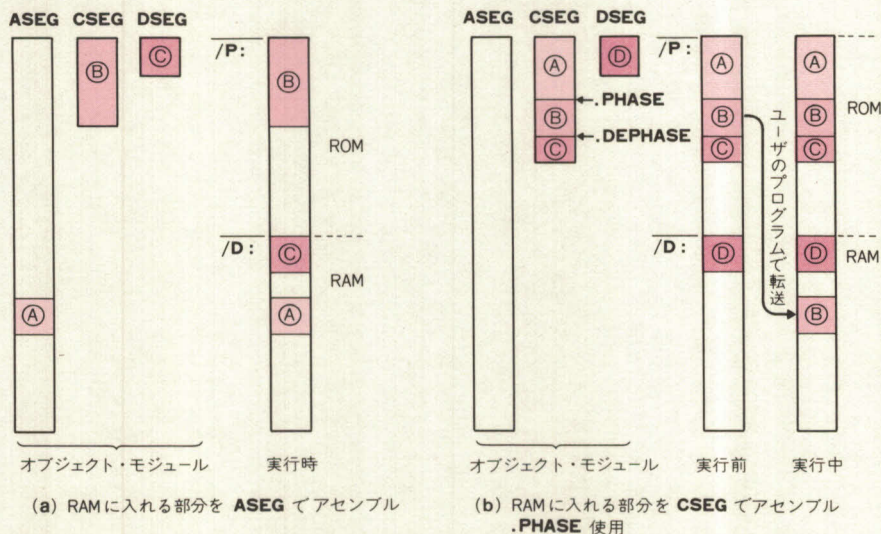 ASEG CSEG DSEG
Ⓑ
Ⓒ
/P:
Ⓑ
ROM
/D:
Ⓒ
RAM
Ⓐ
Ⓐ
オブジェクト・モジュール
実行時
(a) RAMに入れる部分を ASEG でアセンブル
ASEG CSEG DSEG
Ⓐ
Ⓓ
/P:
Ⓐ
Ⓐ
←.PHASE
Ⓑ
Ⓑ
Ⓑ
ROM
←.DEPHASE
Ⓒ
Ⓒ
Ⓒ
ユーザのプログラムで転送
/D:
Ⓓ
Ⓓ
RAM
Ⓑ
オブジェクト・モジュール
実行前
実行中
(b) RAMに入れる部分を CSEG でアセンブル
.PHASE 使用